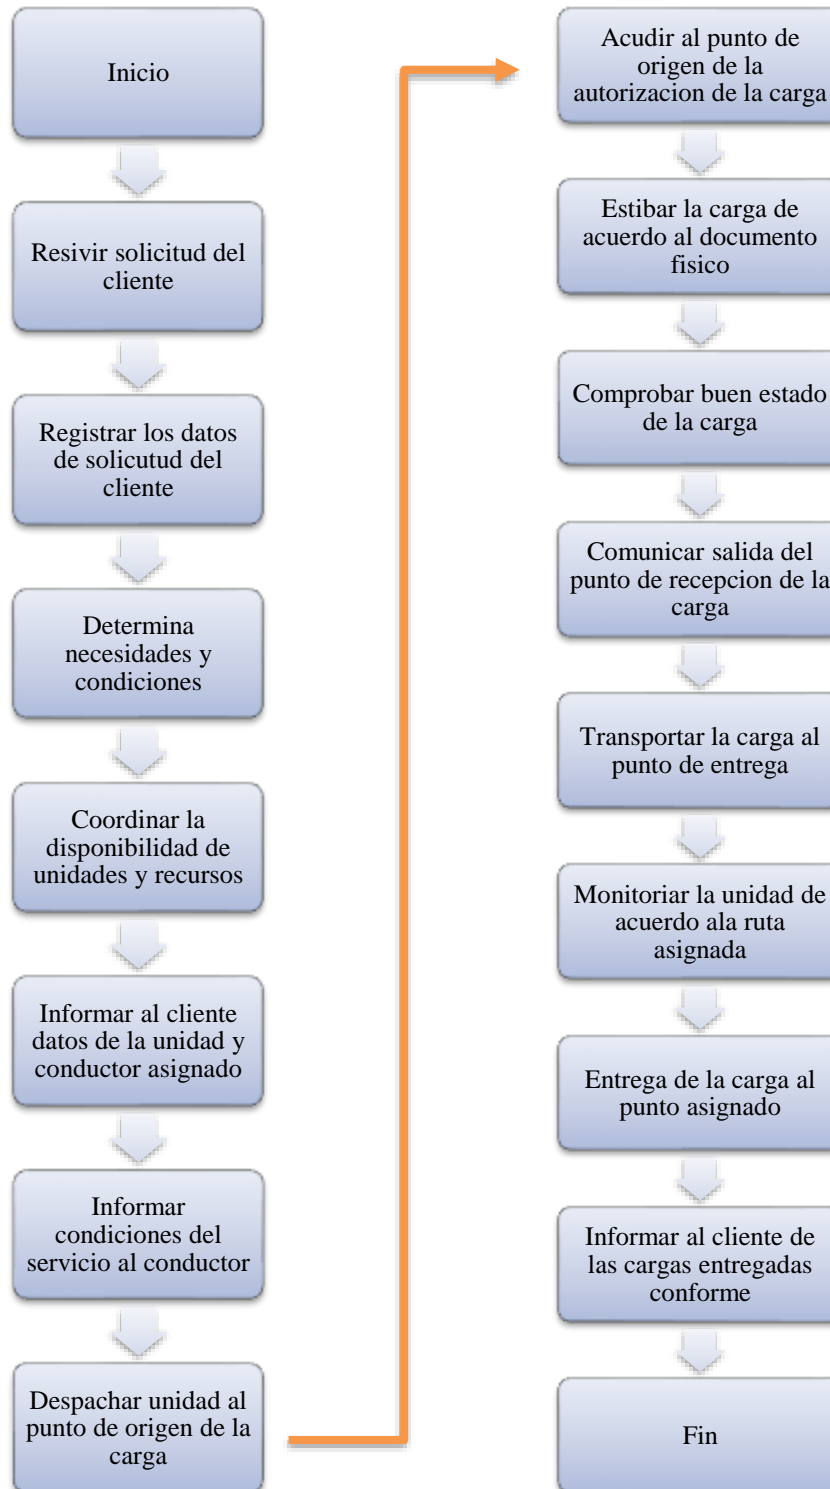 Inicio
Resivir solicitud del
cliente
Registrar los datos
de solicutud del
cliente
Determina
necesidades y
condiciones
Coordinar la
disponibilidad de
unidades y recursos
Informar al cliente
datos de la unidad y
conductor asignado
Informar
condiciones del
servicio al conductor
Despachar unidad al
punto de origen de la
carga
Acudir al punto de
origen de la
autorizacion de la carga
Estibar la carga de
acuerdo al documento
fisico
Comprobar buen estado
de la carga
Comunicar salida del
punto de recepcion de la
carga
Transportar la carga al
punto de entrega
Monitoriar la unidad de
acuerdo ala ruta
asignada
Entrega de la carga al
punto asignado
Informar al cliente de
las cargas entregadas
conforme
Fin